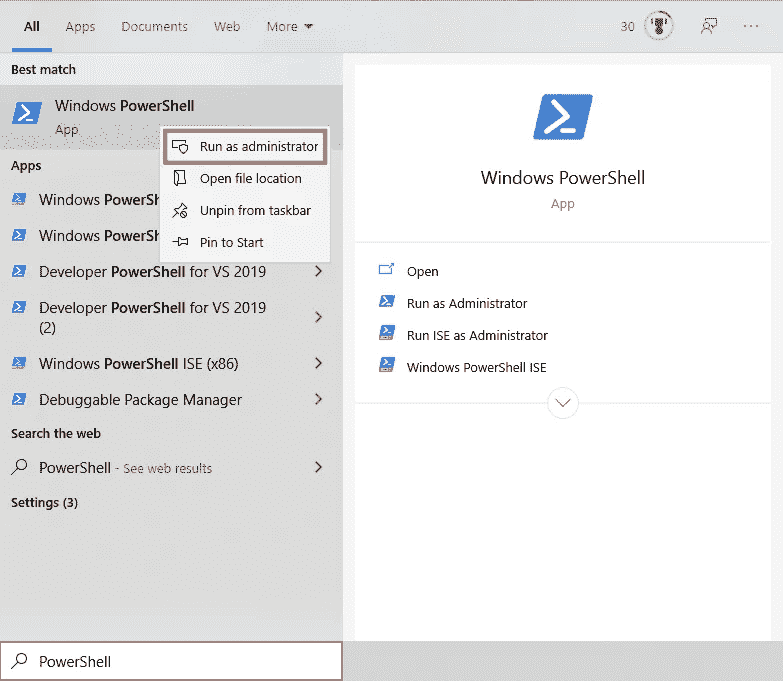 All Apps Documents Web More 30 ...
Best match
Windows PowerShell
App
Run as administrator
Open file location
Unpin from taskbar
Pin to Start
Apps
Windows PowerSh
Windows PowerSh
Developer PowerShell for VS 2019
Developer PowerShell for VS 2019
(2)
Windows PowerShell ISE (x86)
Debuggable Package Manager
Search the web
PowerShell - See web results
Settings (3)
PowerShell
Windows PowerShell
App
Open
Run as Administrator
Run ISE as Administrator
Windows PowerShell ISE